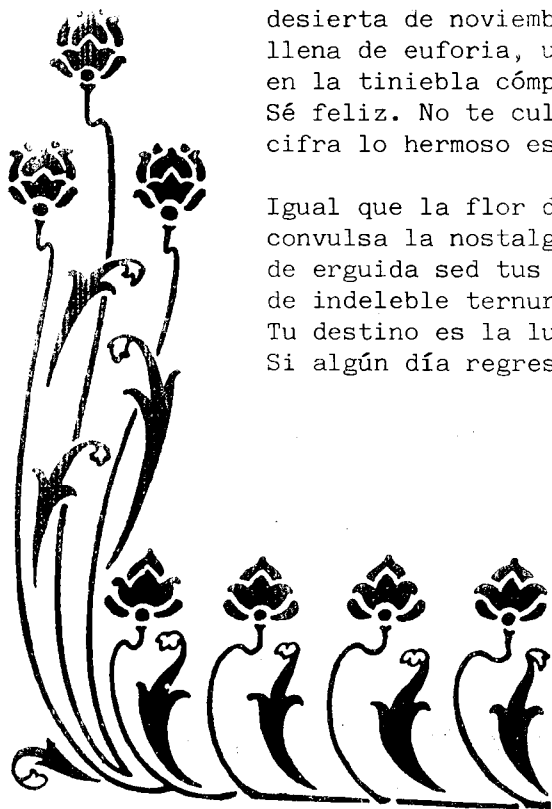 desierta de noviemb
llena de euforia, u
en la tiniebla cómp
Sé feliz. No te cul
cifra lo hermoso es
Igual que la flor d
convulsa la nostalg
de erguida sed tus
de indeleble ternur
Tu destino es la lu
Si algún día regres